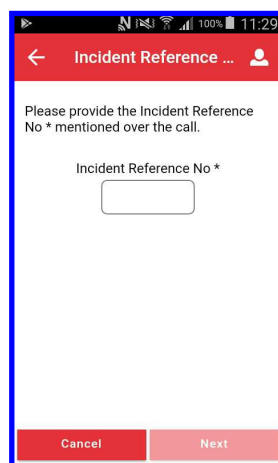 100% 11:29
Incident Reference ...
Please provide the Incident Reference
No * mentioned over the call.
Incident Reference No *
Cancel Next